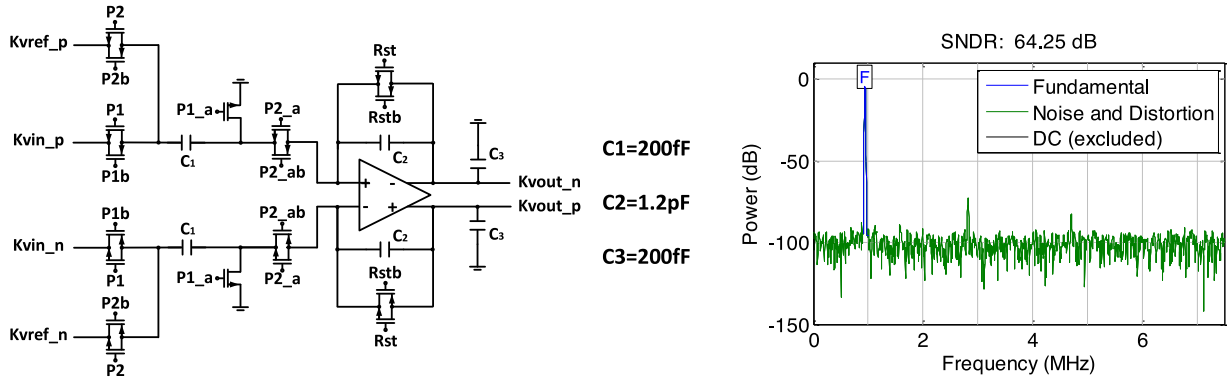 P2
Kvref_p
P2b
P1
Kvin_p
P1b
C1
P1_a
P2_a
P2_ab
Rst
Rstb
C2
+
-
-
+
C3
Kvout_n
Kvout_p
C3
C2
Rstb
Rst
P1b
Kvin_n
P1
C1
P1_a
P2_ab
P2_a
P2b
Kvref_n
P2
C1=200fF
C2=1.2pF
C3=200fF
SNDR: 64.25 dB
F
Fundamental
Noise and Distortion
DC (excluded)
Power (dB)
0
-50
-100
-150
0
2
4
6
Frequency (MHz)